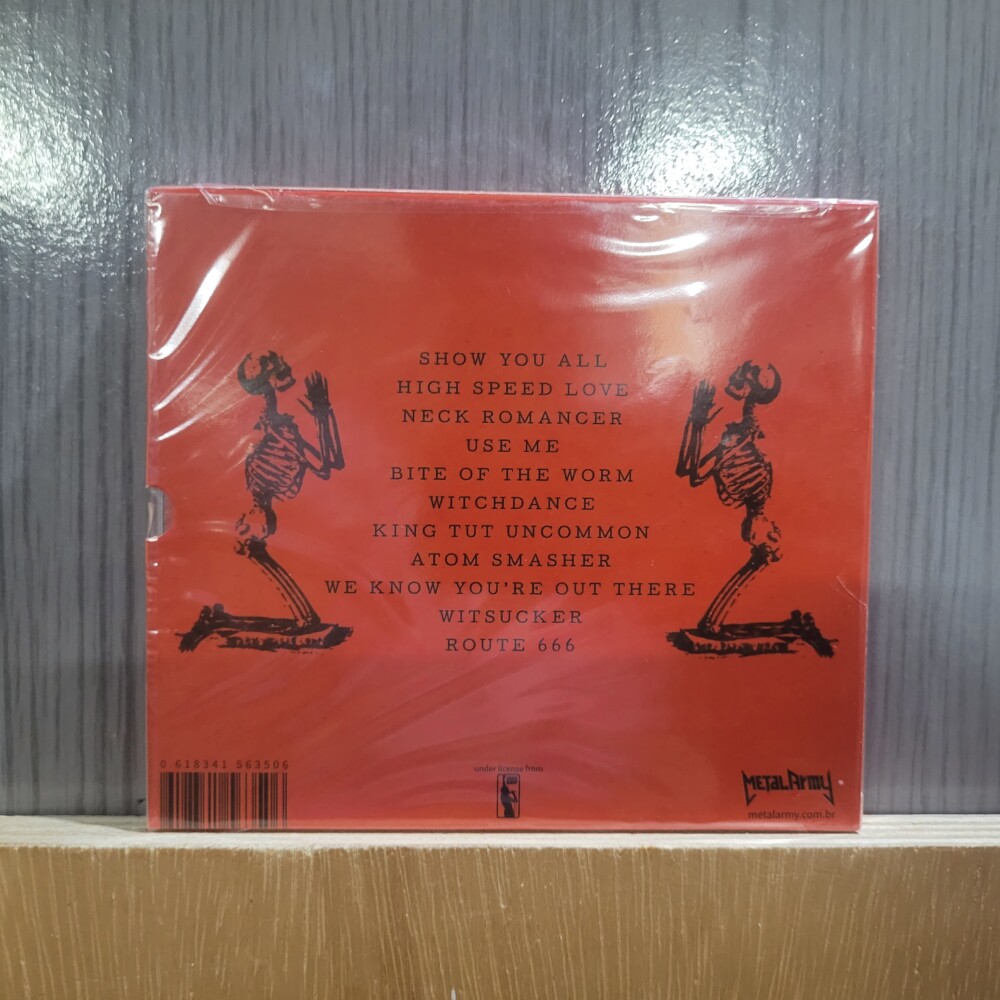 SHOW YOU ALL
HIGH SPEED LOVE
NECK ROMANCER
USE ME
BITE OF THE WORM
WITCHDANCE
KING TUT UNCOMMON
ATOM SMASHER
WE KNOW YOU'RE OUT THERE
WITSUCKER
ROUTE 666
0 618341 563506
under license from
METALARMY
metalarmy.com.br